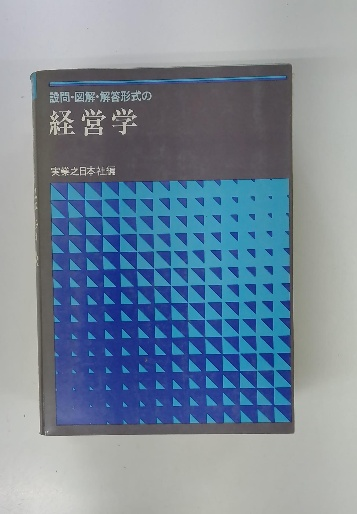 設問・図解・解答形式の
経営学
実業之日本社編